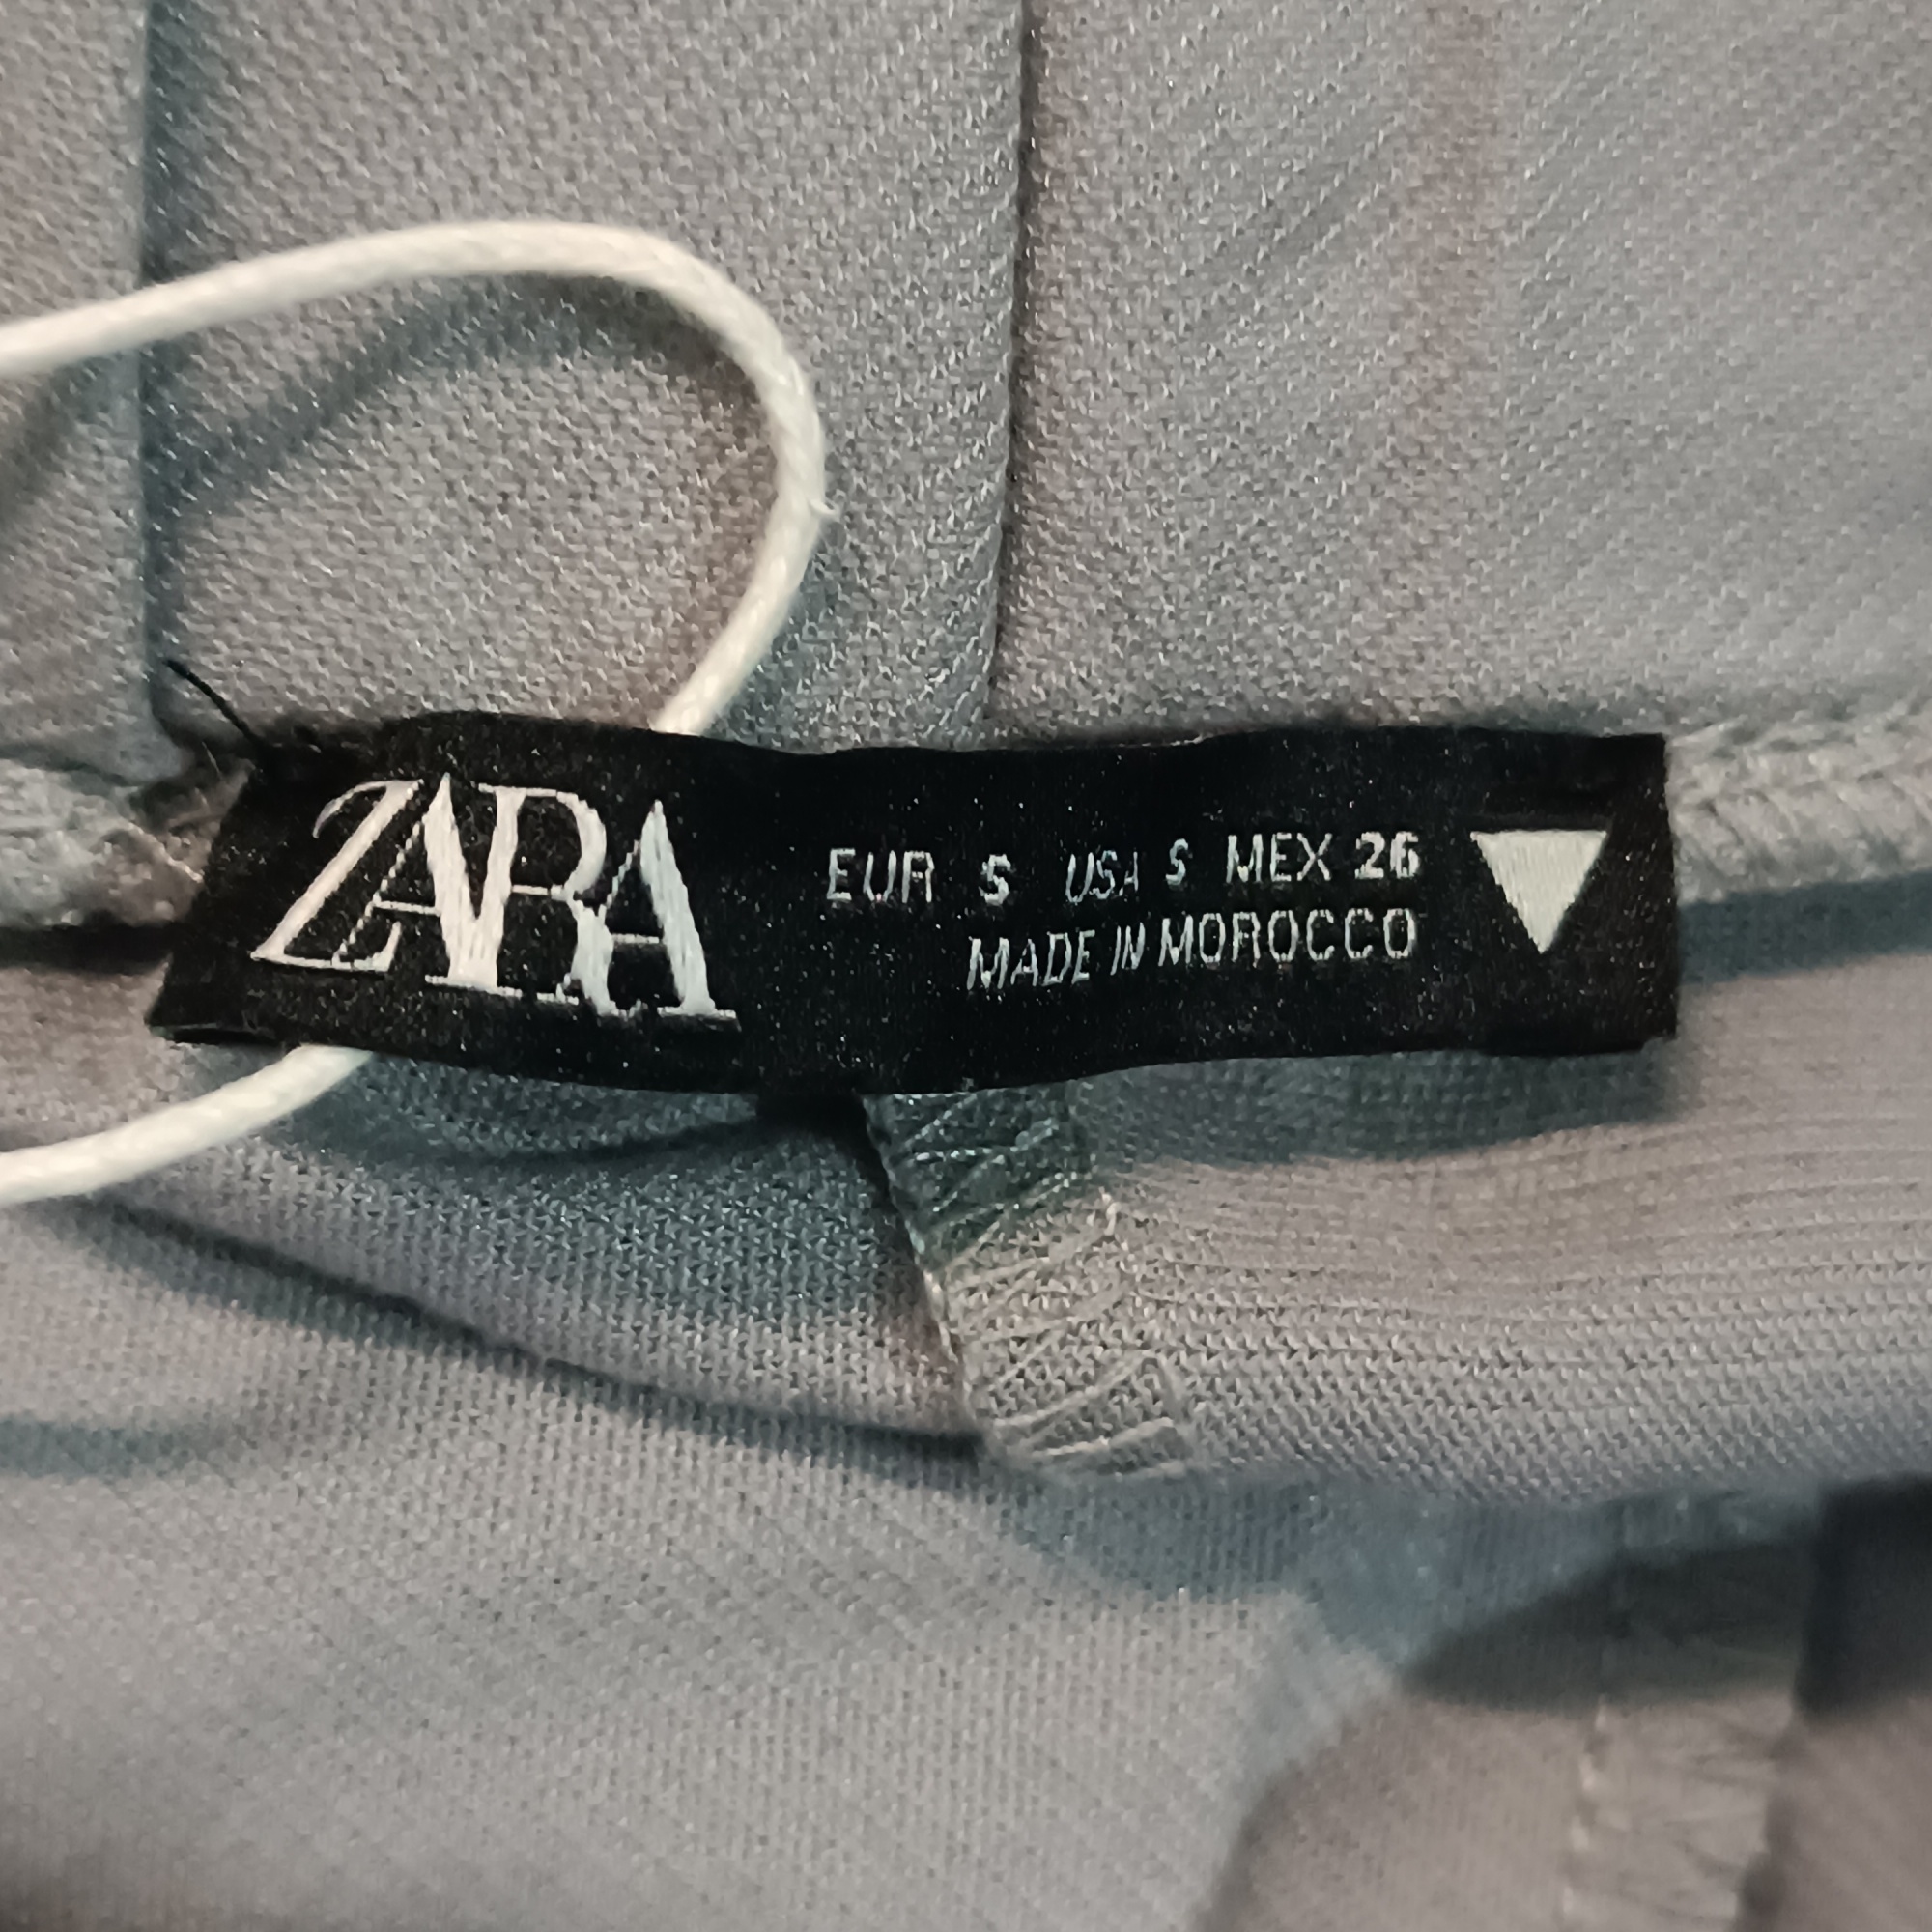 ZARA
EUR S USA S MEX 26
MADE IN MOROCCO